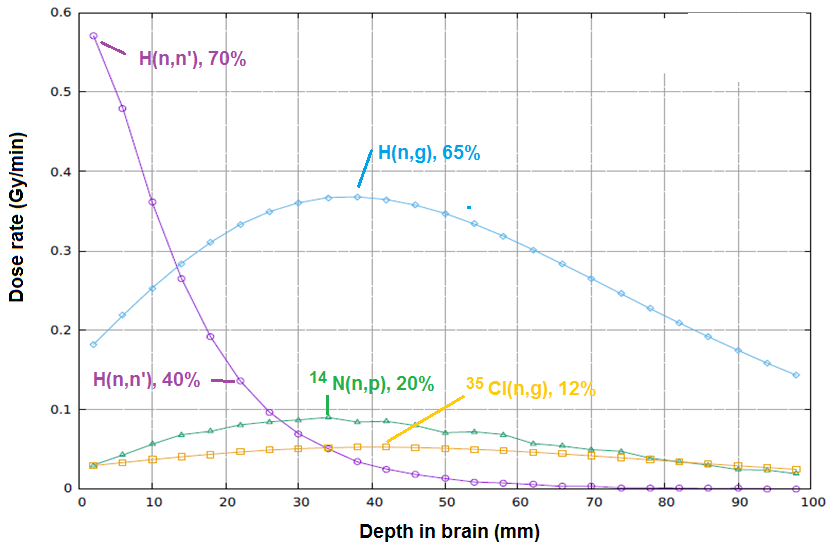 0.6
H(n,n'), 70%
0.5
H(n,g), 65%
0.4
0.3
0.2
H(n,n'), 40%
14N(n,p), 20%
35Cl(n,g), 12%
0.1
0
0 10 20 30 40 50 60 70 80 90 100
Dose rate (Gy/min)
Depth in brain (mm)